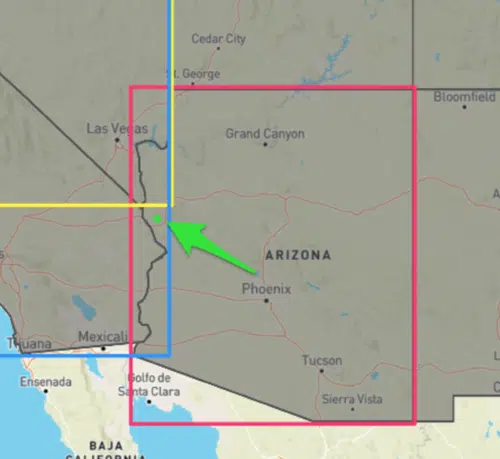 Cedar City
St. George
Bloomfield
Las Vegas
Grand Canyon
ARIZONA
Phoenix
Mexicali
Tijuana
Tucson
Ensenada
Golfo de
Santa Clara
Sierra Vista
BAJA
CALIFORNIA